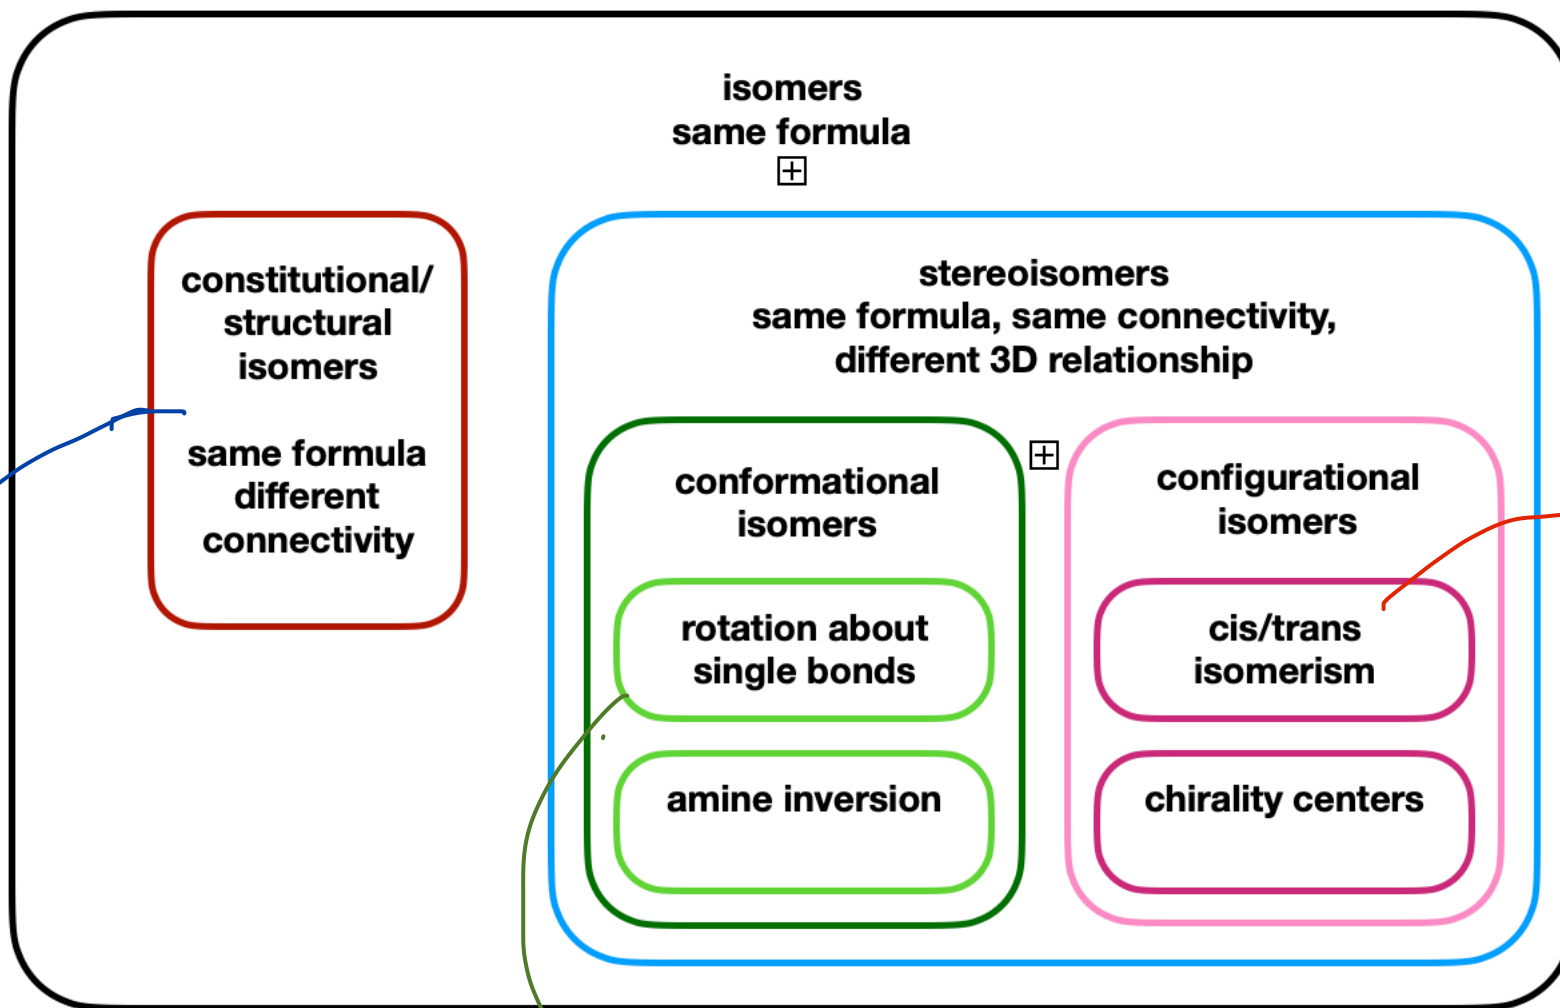 isomers
same formula
constitutional/
structural
isomers
same formula
different
connectivity
stereoisomers
same formula, same connectivity,
different 3D relationship
conformational
isomers
rotation about
single bonds
amine inversion
configurational
isomers
cis/trans
isomerism
chirality centers